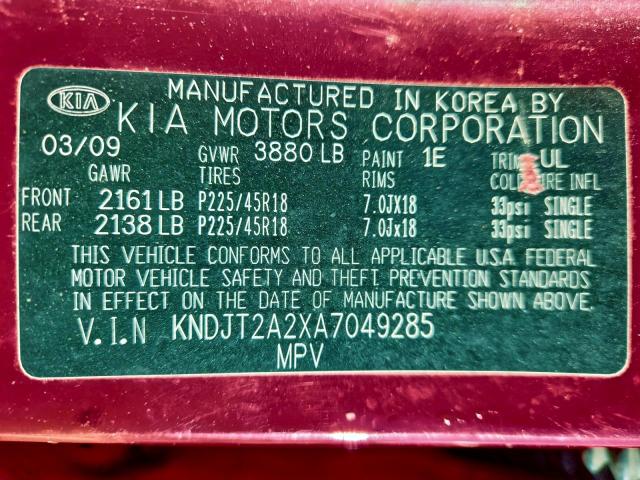 KIA MANUFACTURED IN KOREA BY
KIA MOTORS CORPORATION
03/09 GVWR 3880 LB PAINT 1E UL
GAWR TIRES RIMS INFL
FRONT 2161 LB P225/45R18 7.0JX18 33psi SINGLE
REAR 2138 LB P225/45R18 7.0Jx18 33psi SINGLE
THIS VEHICLE CONFORMS TO ALL APPLICABLE U.S.A. FEDERAL
MOTOR VEHICLE SAFETY AND THEFT PREVENTION STANDARDS
IN EFFECT ON THE DATE OF MANUFACTURE SHOWN ABOVE.
V.I.N KNDJT2A2XA7049285
MPV